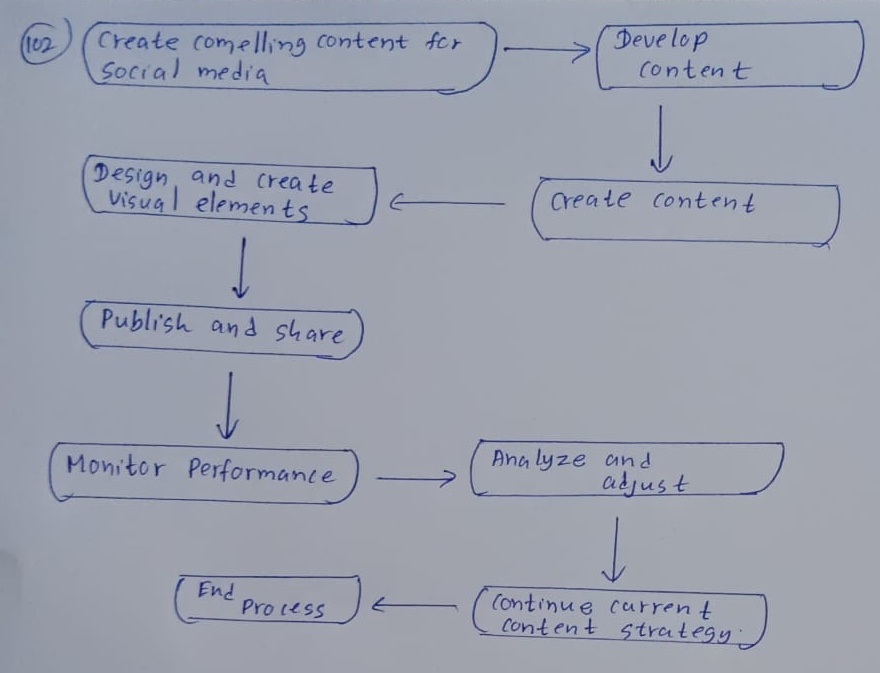 102
Create comelling content for
social media
Develop
content
Create content
Design and create
visual elements
Publish and share
Monitor Performance
Analyze and
adjust
Continue current
content strategy.
End
Process